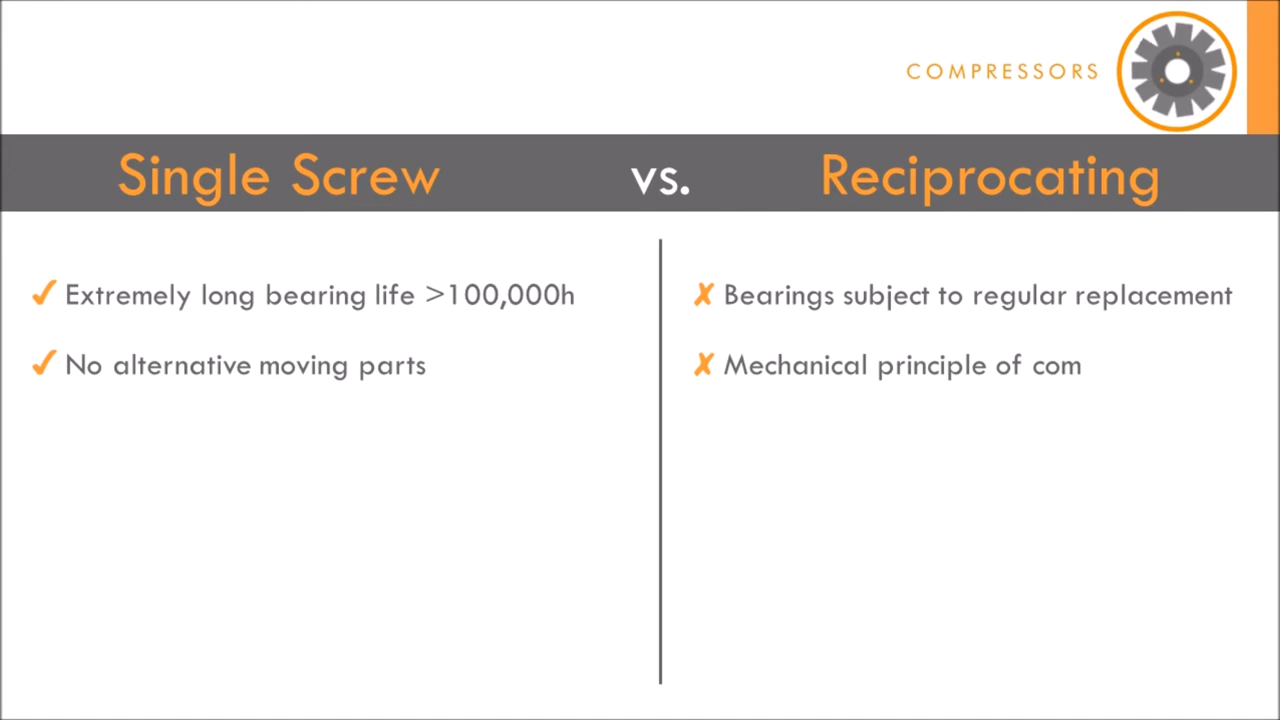 COMPRESSORS
Single Screw vs. Reciprocating
✓ Extremely long bearing life >100,000h
✗ Bearings subject to regular replacement
✓ No alternative moving parts
✗ Mechanical principle of com